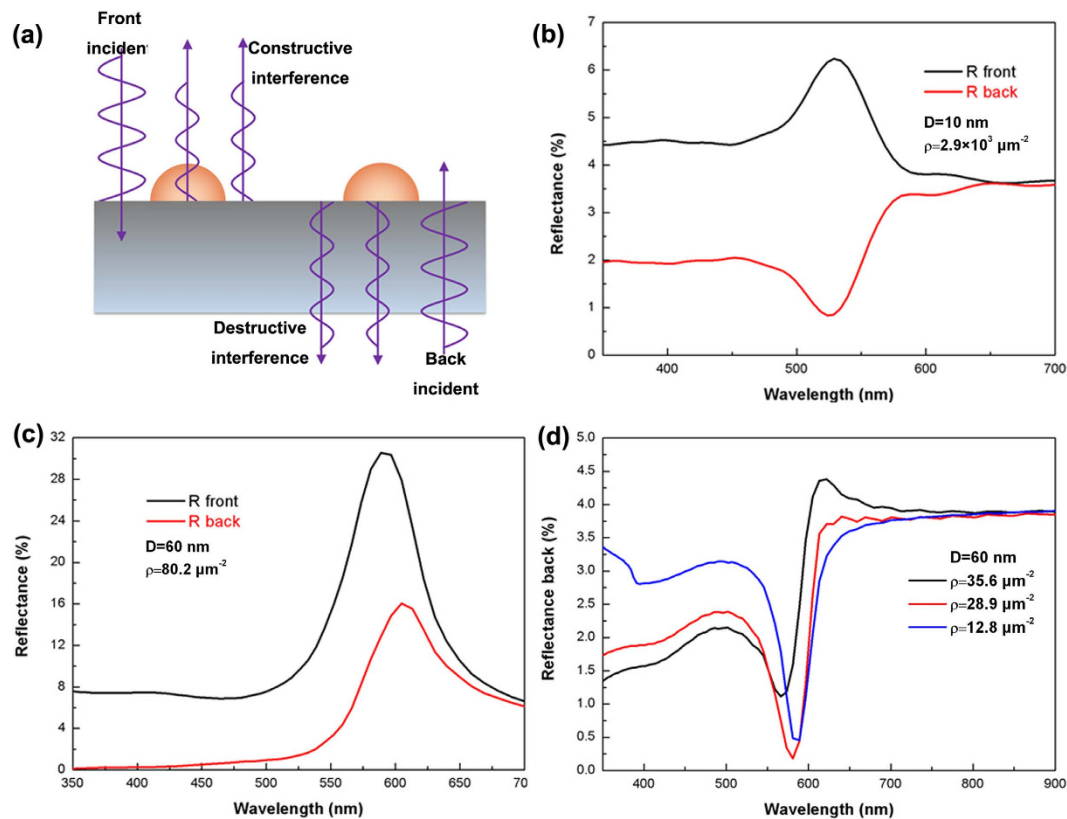 (a)
Front
incident
Constructive
interference
Destructive
interference
Back
incident
(b)
7
6
5
4
3
2
1
0
Reflectance (%)
R front
R back
D=10 nm
ρ=2.9×10³ µm⁻²
400
500
600
700
Wavelength (nm)
(c)
32
28
24
20
16
12
8
4
0
Reflectance (%)
R front
R back
D=60 nm
ρ=80.2 µm⁻²
350
400
450
500
550
600
650
70
Wavelength (nm)
(d)
5.0
4.5
4.0
3.5
3.0
2.5
2.0
1.5
1.0
0.5
0.0
Reflectance back (%)
D=60 nm
ρ=35.6 µm⁻²
ρ=28.9 µm⁻²
ρ=12.8 µm⁻²
400
500
600
700
800
900
Wavelength (nm)